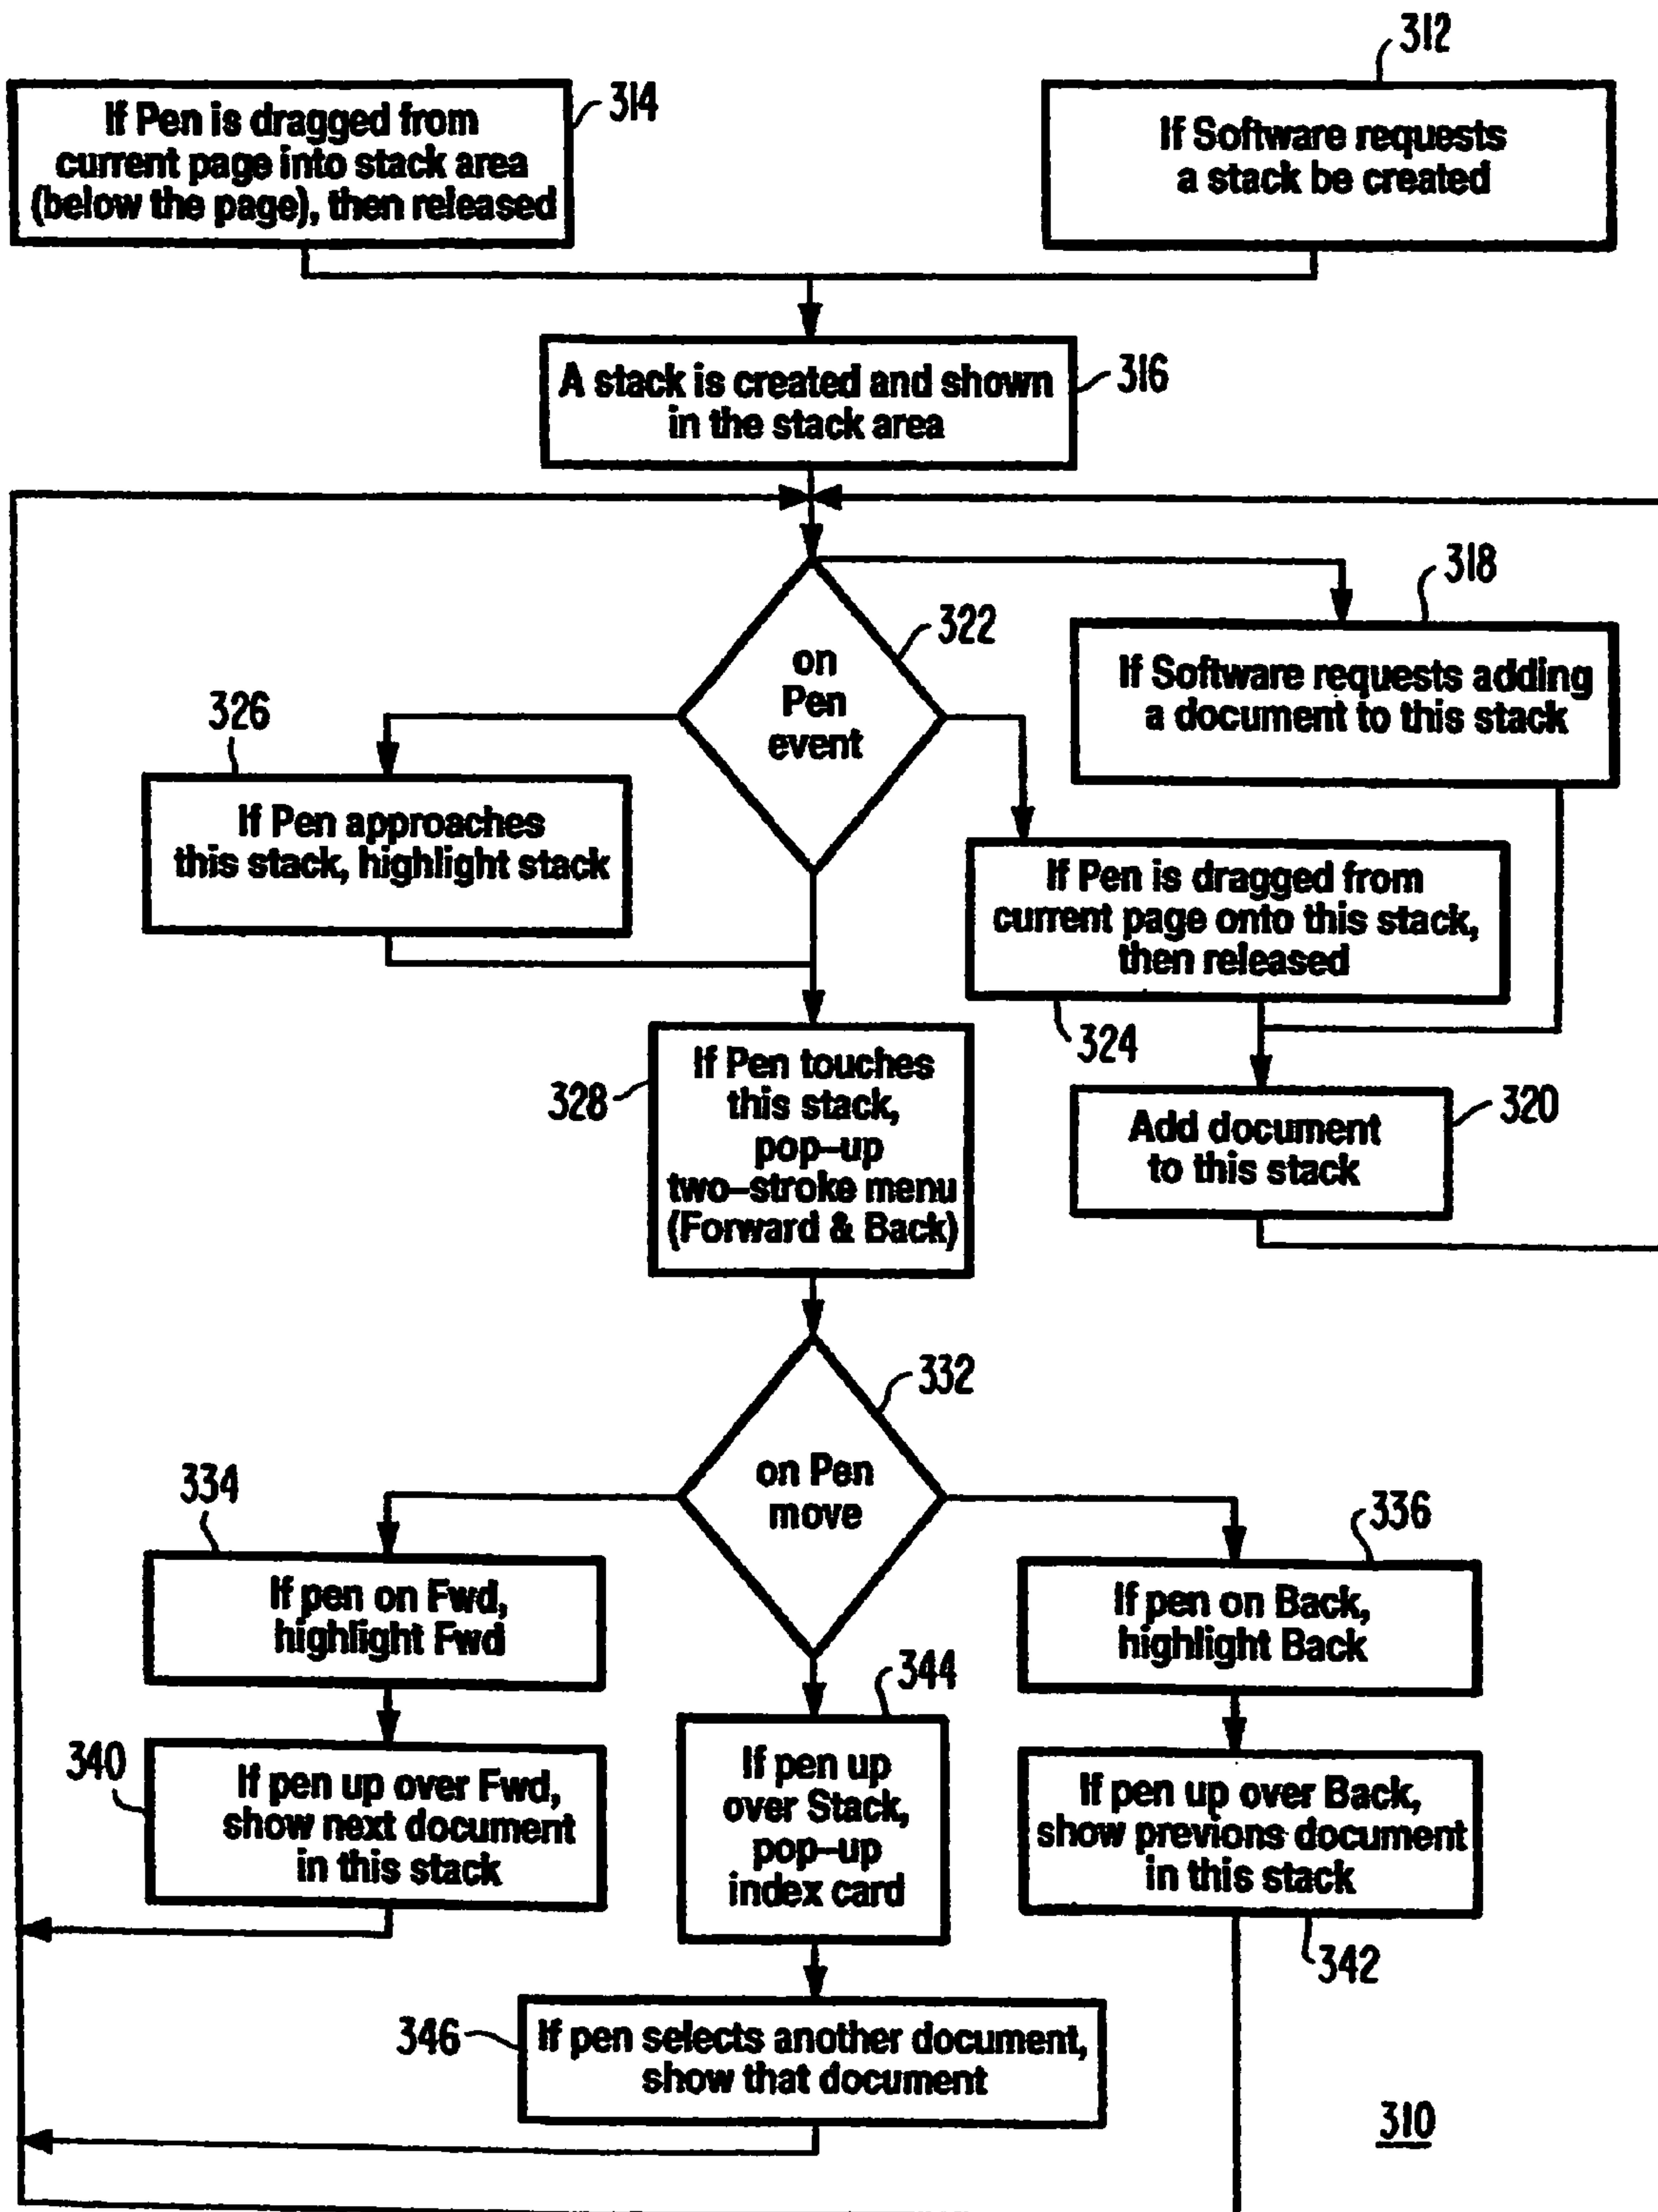 312
314
If Pen is dragged from
current page into stack area
(below the page), then released
If Software requests
a stack be created
A stack is created and shown
in the stack area
316
318
322
on
Pen
event
If Software requests adding
a document to this stack
326
If Pen approaches
this stack, highlight stack
If Pen is dragged from
current page onto this stack,
then released
324
328
If Pen touches
this stack,
pop-up
two-stroke menu
(Forward & Back)
320
Add document
to this stack
332
on Pen
move
334
If pen on Fwd,
highlight Fwd
336
If pen on Back,
highlight Back
340
If pen up over Fwd,
show next document
in this stack
344
If pen up
over Stack,
pop-up
index card
If pen up over Back,
show previons document
in this stack
342
346
If pen selects another document,
show that document
310